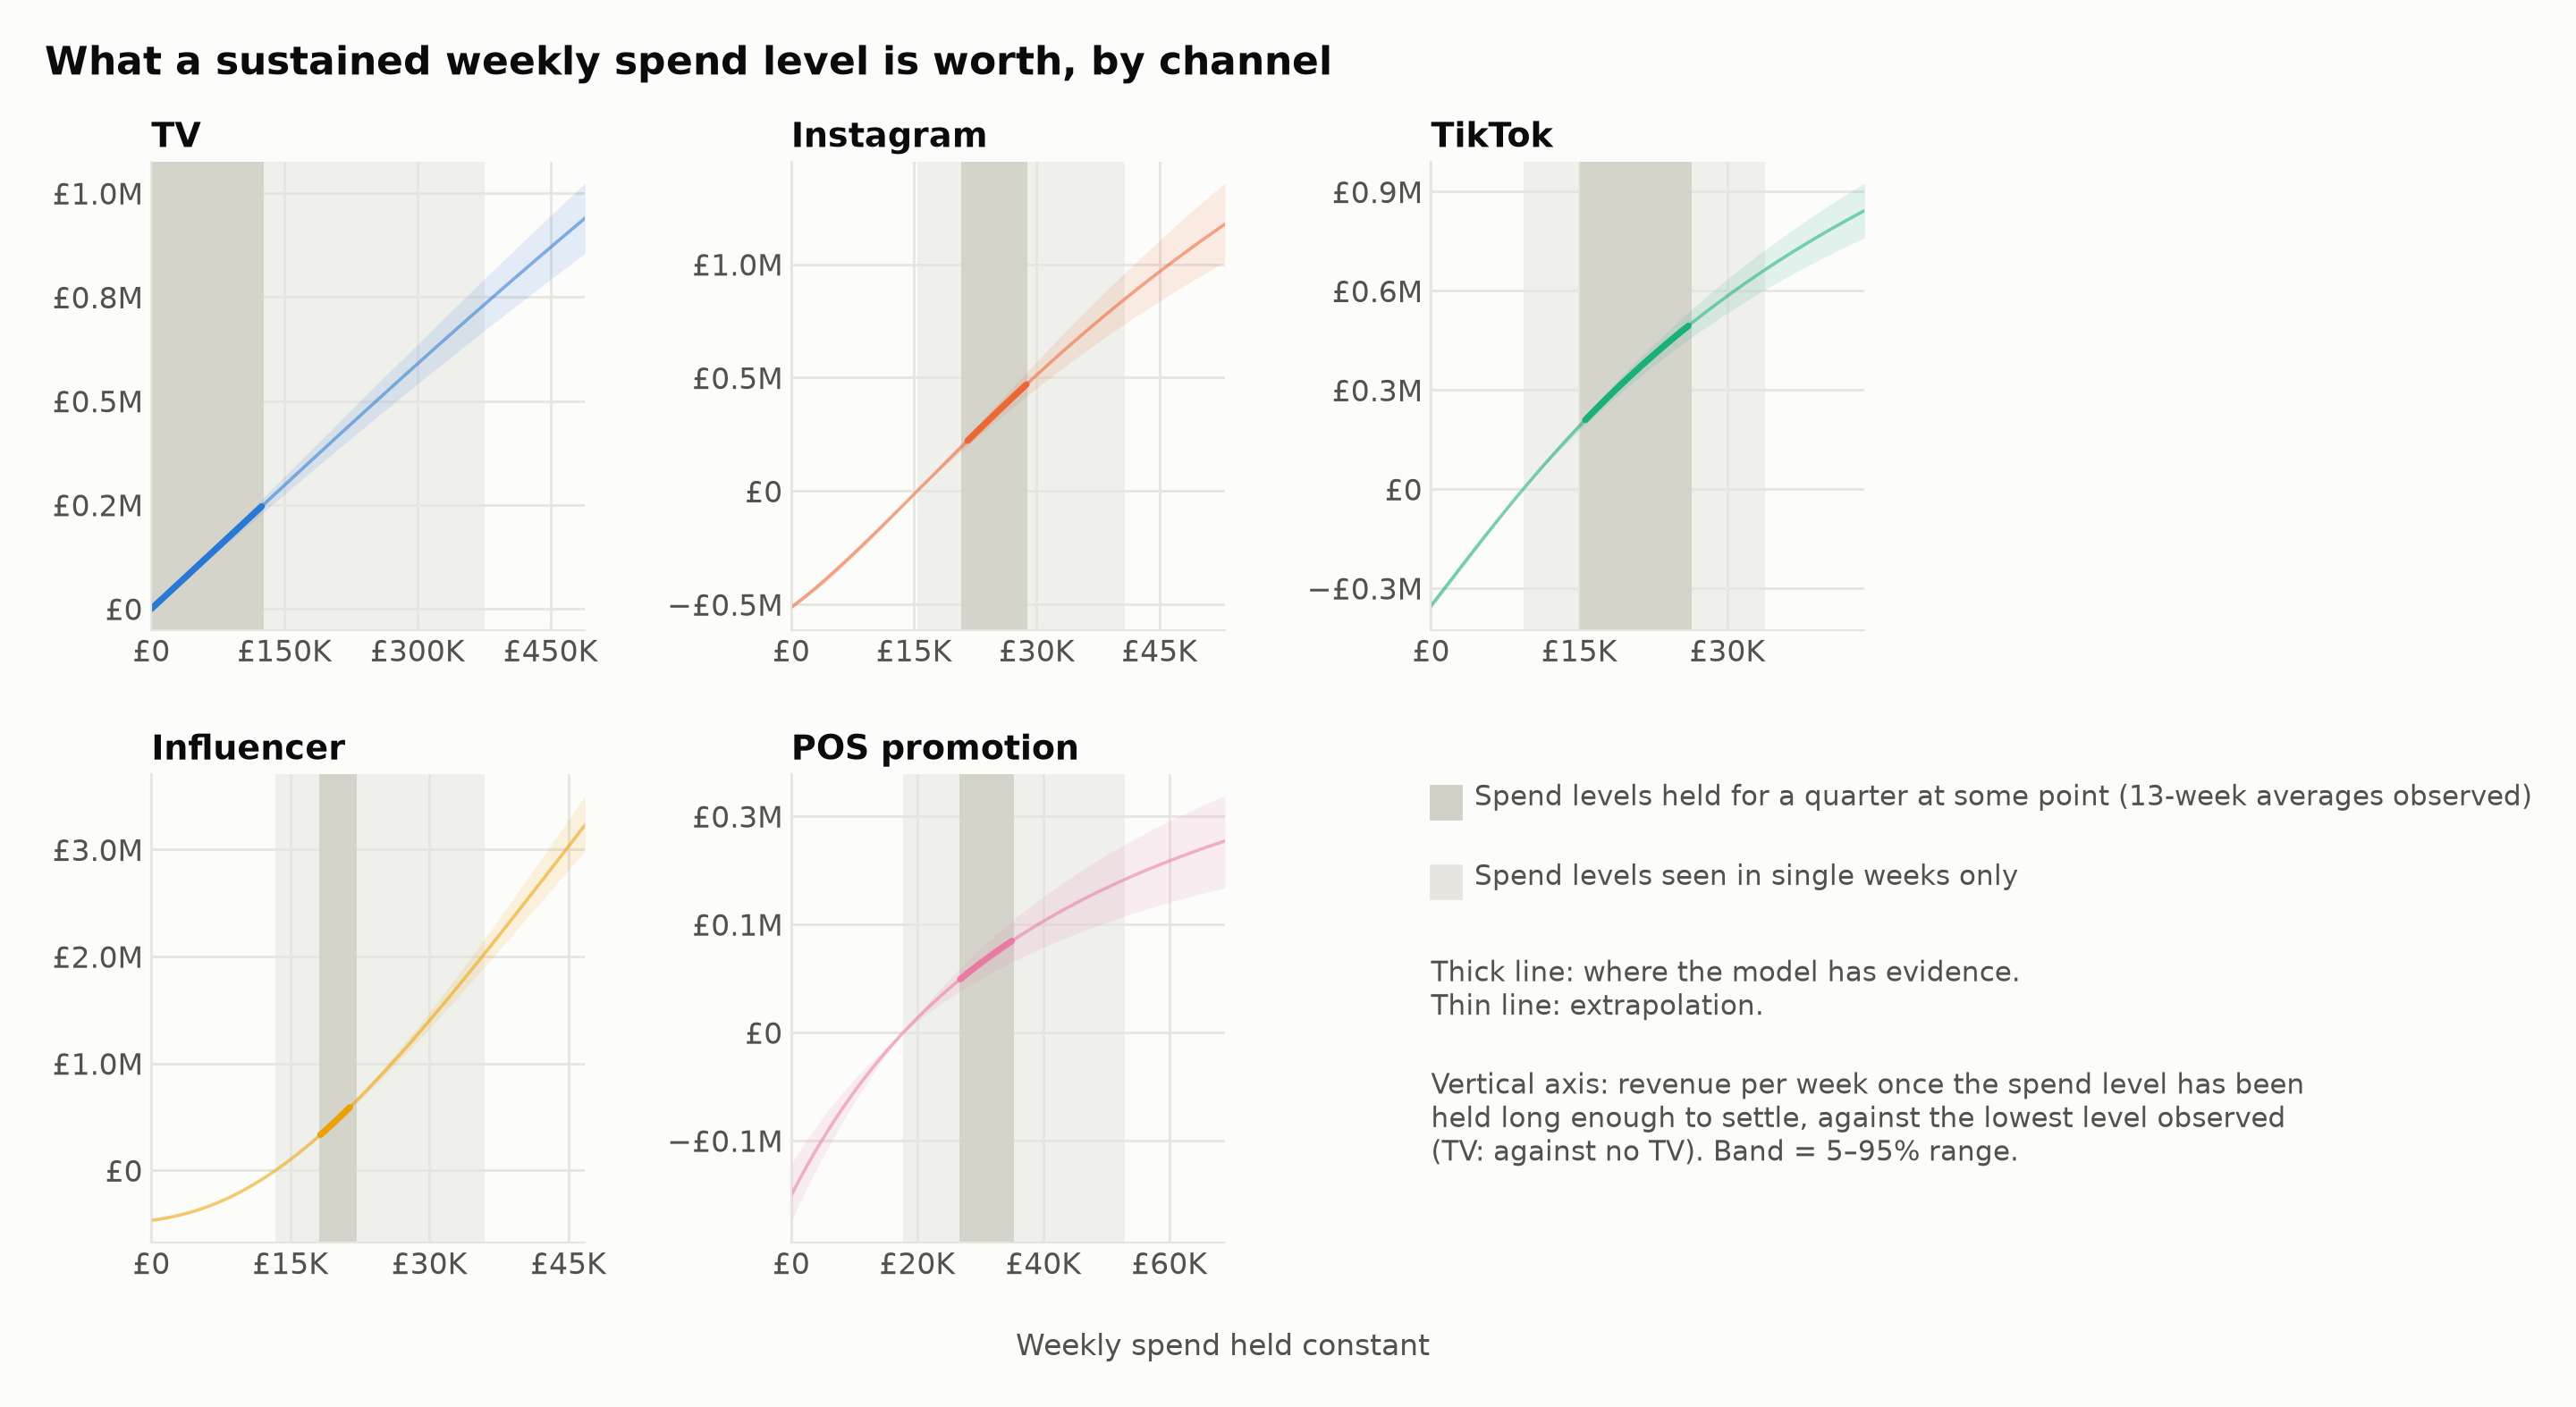 What a sustained weekly spend level is worth, by channel
TV
£1.0M
£0.8M
£0.5M
£0.2M
£0
£0 £150K £300K £450K
Instagram
£1.0M
£0.5M
£0
−£0.5M
£0 £15K £30K £45K
TikTok
£0.9M
£0.6M
£0.3M
£0
−£0.3M
£0 £15K £30K
Influencer
£3.0M
£2.0M
£1.0M
£0
£0 £15K £30K £45K
POS promotion
£0.3M
£0.1M
£0
−£0.1M
£0 £20K £40K £60K
Spend levels held for a quarter at some point (13-week averages observed)
Spend levels seen in single weeks only
Thick line: where the model has evidence.
Thin line: extrapolation.
Vertical axis: revenue per week once the spend level has been
held long enough to settle, against the lowest level observed
(TV: against no TV). Band = 5–95% range.
Weekly spend held constant